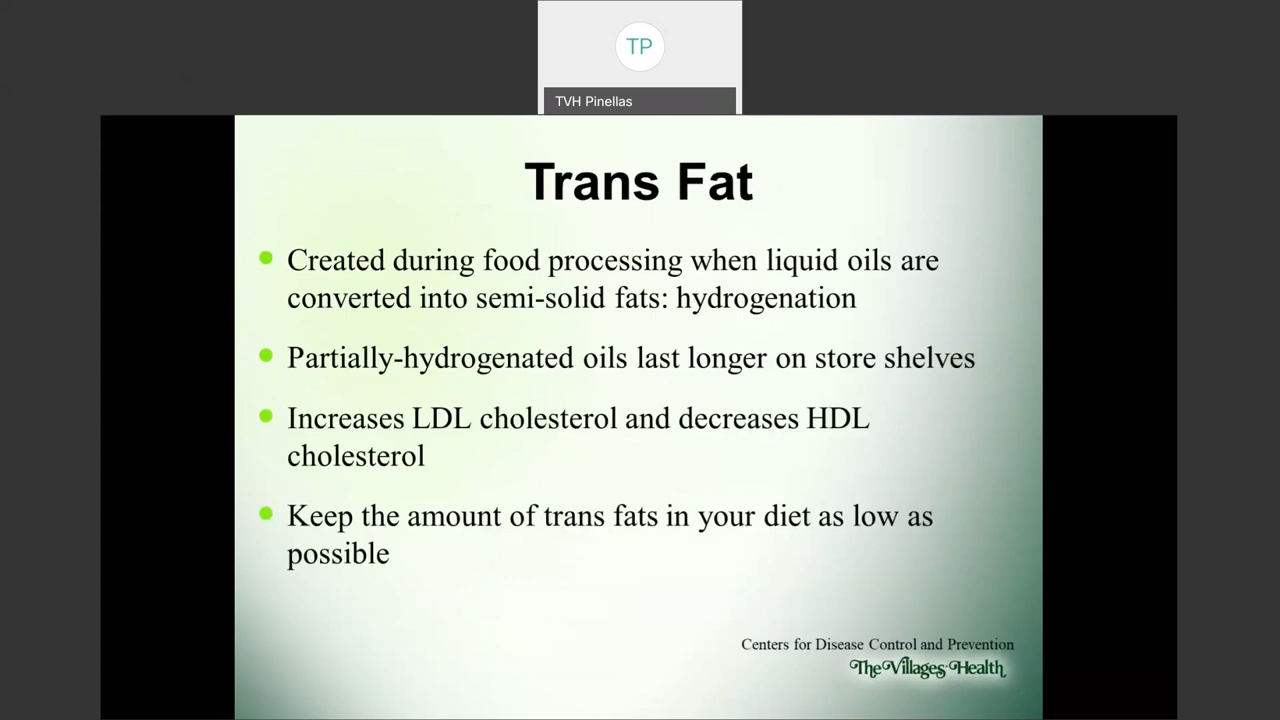 TP
TVH Pinellas
Trans Fat
Created during food processing when liquid oils are
converted into semi-solid fats: hydrogenation
Partially-hydrogenated oils last longer on store shelves
Increases LDL cholesterol and decreases HDL
cholesterol
Keep the amount of trans fats in your diet as low as
possible
Centers for Disease Control and Prevention
The Villages Health